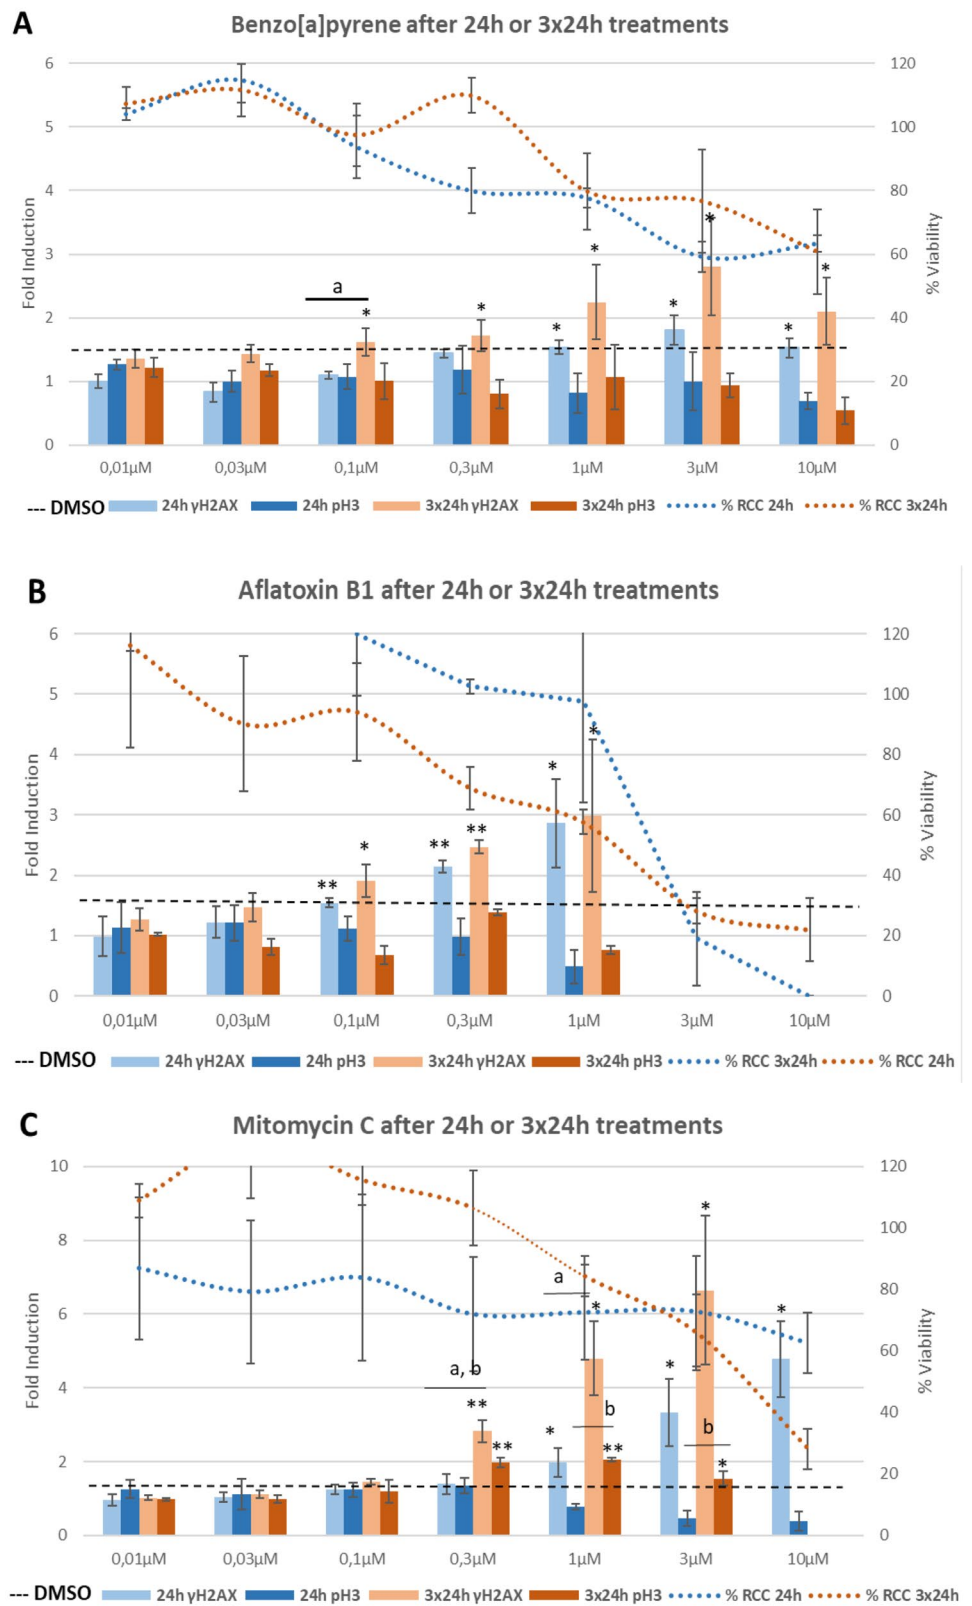 A
Benzo[a]pyrene after 24h or 3x24h treatments
6 120
5 100
4 80
3 60
2 40
1 20
0 0
Fold Induction
% Viability
a
* * * * * * * *
0,01µM 0,03µM 0,1µM 0,3µM 1µM 3µM 10µM
--- DMSO 24h γH2AX 24h pH3 3x24h γH2AX 3x24h pH3 % RCC 24h % RCC 3x24h
B
Aflatoxin B1 after 24h or 3x24h treatments
6 120
5 100
4 80
3 60
2 40
1 20
0 0
Fold Induction
% Viability
** * ** ** * *
0,01µM 0,03µM 0,1µM 0,3µM 1µM 3µM 10µM
--- DMSO 24h γH2AX 24h pH3 3x24h γH2AX 3x24h pH3 % RCC 3x24h % RCC 24h
C
Mitomycin C after 24h or 3x24h treatments
10 120
8 100
6 80
4 60
2 40
0 20
0
Fold Induction
% Viability
a, b
a
b
b
** ** * * ** * * * *
0,01µM 0,03µM 0,1µM 0,3µM 1µM 3µM 10µM
--- DMSO 24h γH2AX 24h pH3 3x24h γH2AX 3x24h pH3 % RCC 24h % RCC 3x24h